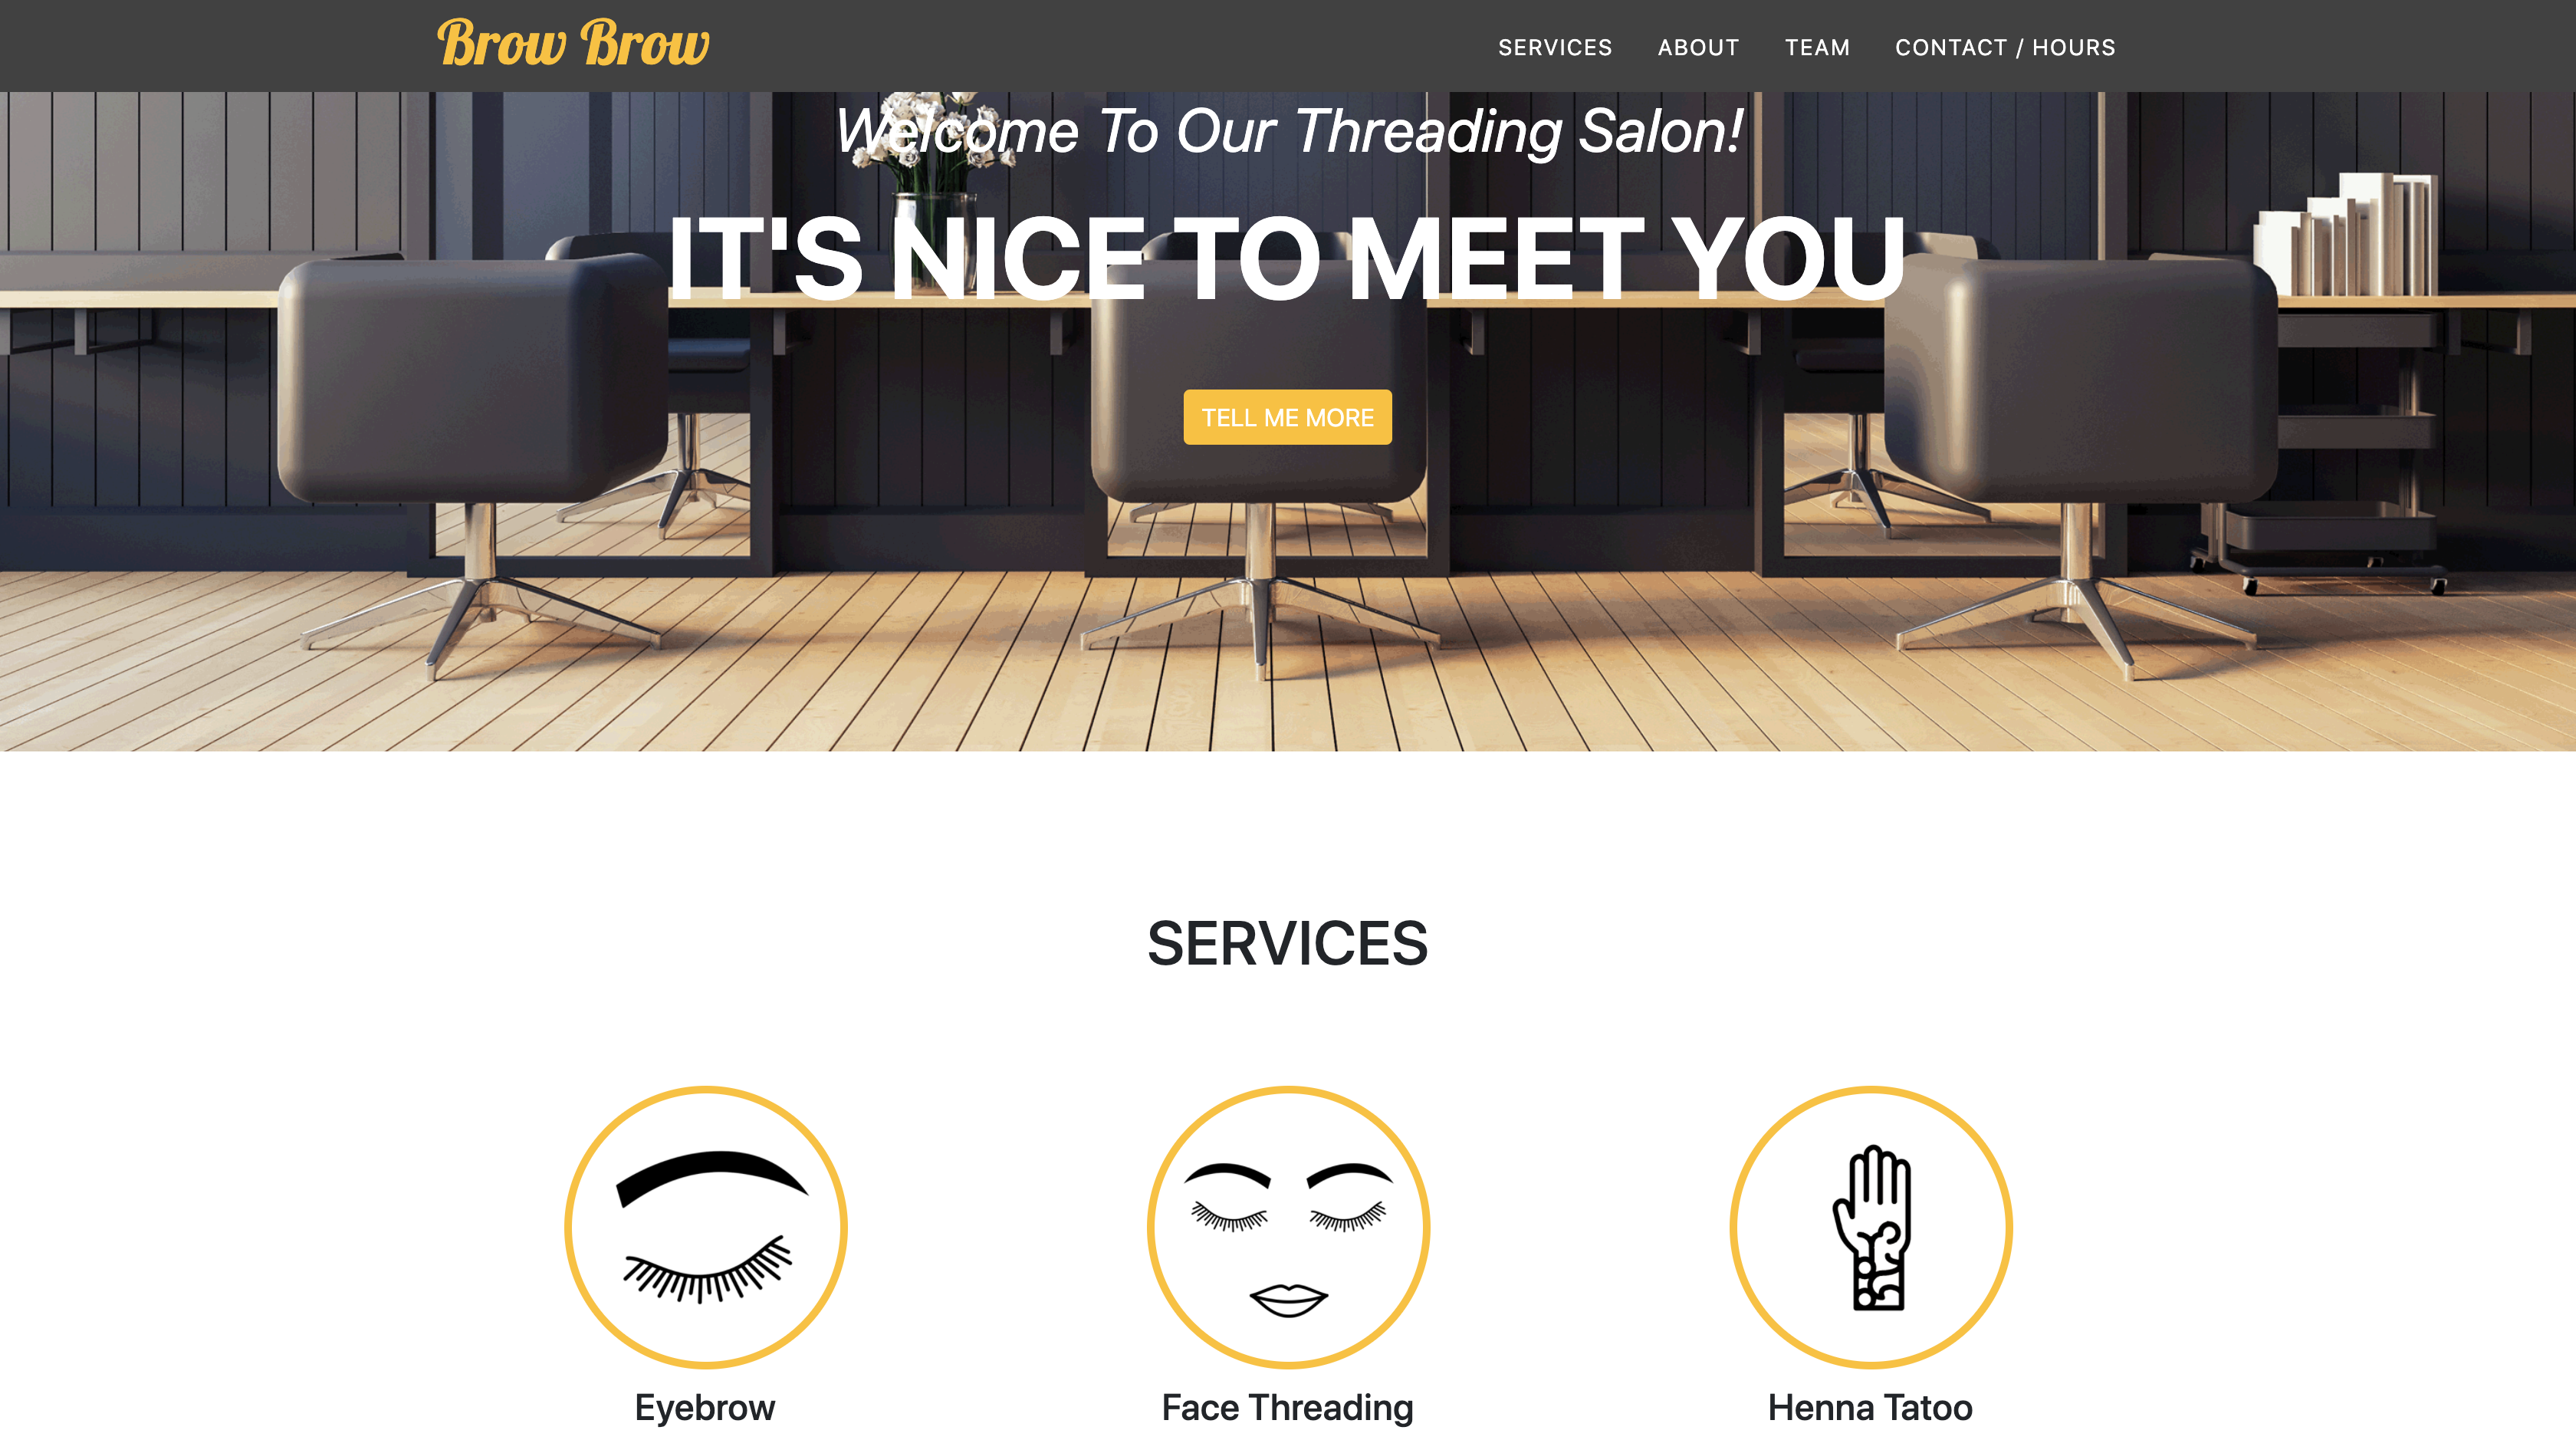 Brow Brow
SERVICES ABOUT TEAM CONTACT / HOURS
Welcome To Our Threading Salon!
IT'S NICE TO MEET YOU
TELL ME MORE
SERVICES
Eyebrow
Face Threading
Henna Tatoo